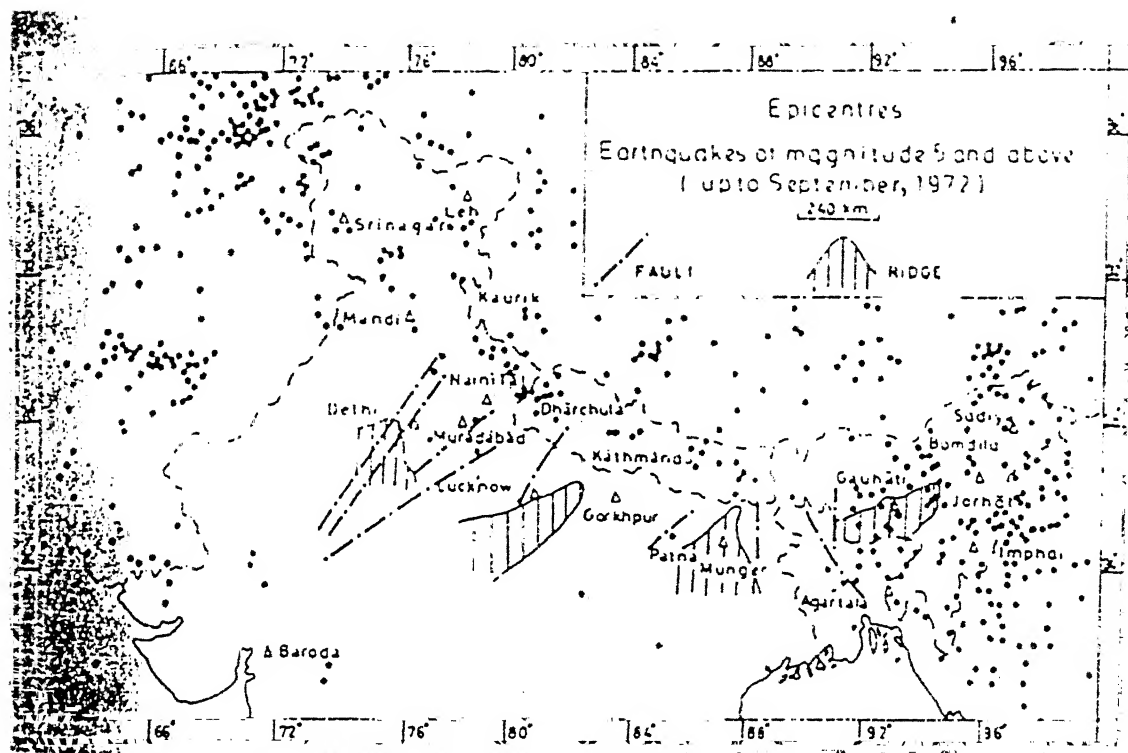 66° 72° 76° 80° 84° 88° 92° 96°
Epicentres
Earthquakes of magnitude 5 and above
( upto September, 1972 )
240 km
FAULT RIDGE
Leh
Srinagar
Kaurik
Mandi
Nainital
Delhi
Dharchula
Muradabad
Sadiya
Bomdila
Kathmandu
Lucknow
Gauhati
Gorkhpur
Jorhat
Patna
Munger
Imphal
Agartala
Baroda
66° 72° 76° 80° 84° 88° 92° 96°